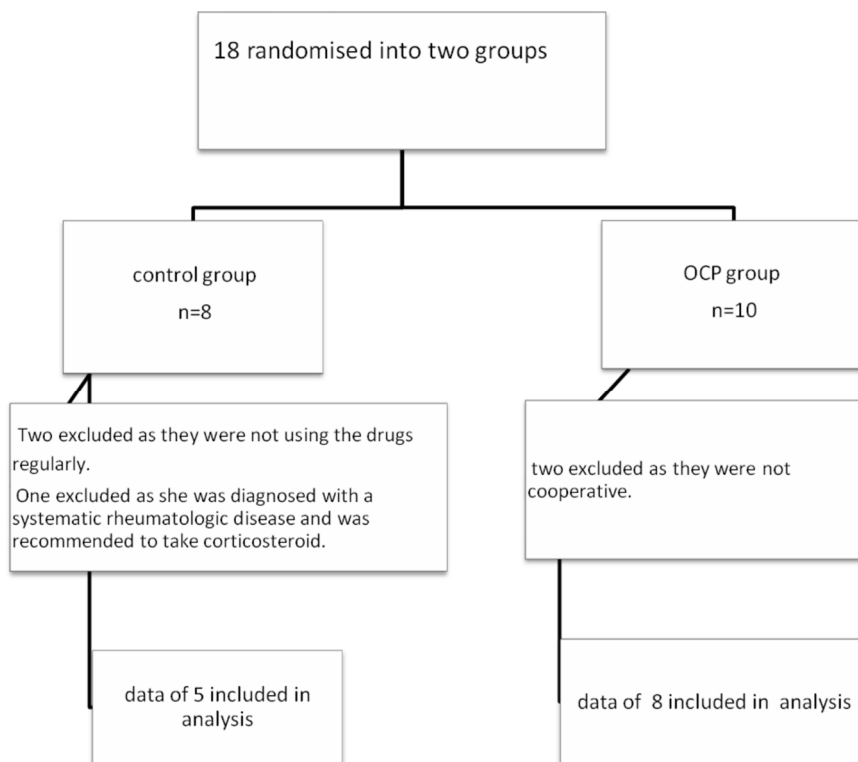 18 randomised into two groups
control group
n=8
OCP group
n=10
Two excluded as they were not using the drugs
regularly.
One excluded as she was diagnosed with a
systematic rheumatologic disease and was
recommended to take corticosteroid.
two excluded as they were not
cooperative.
data of 5 included in
analysis
data of 8 included in analysis